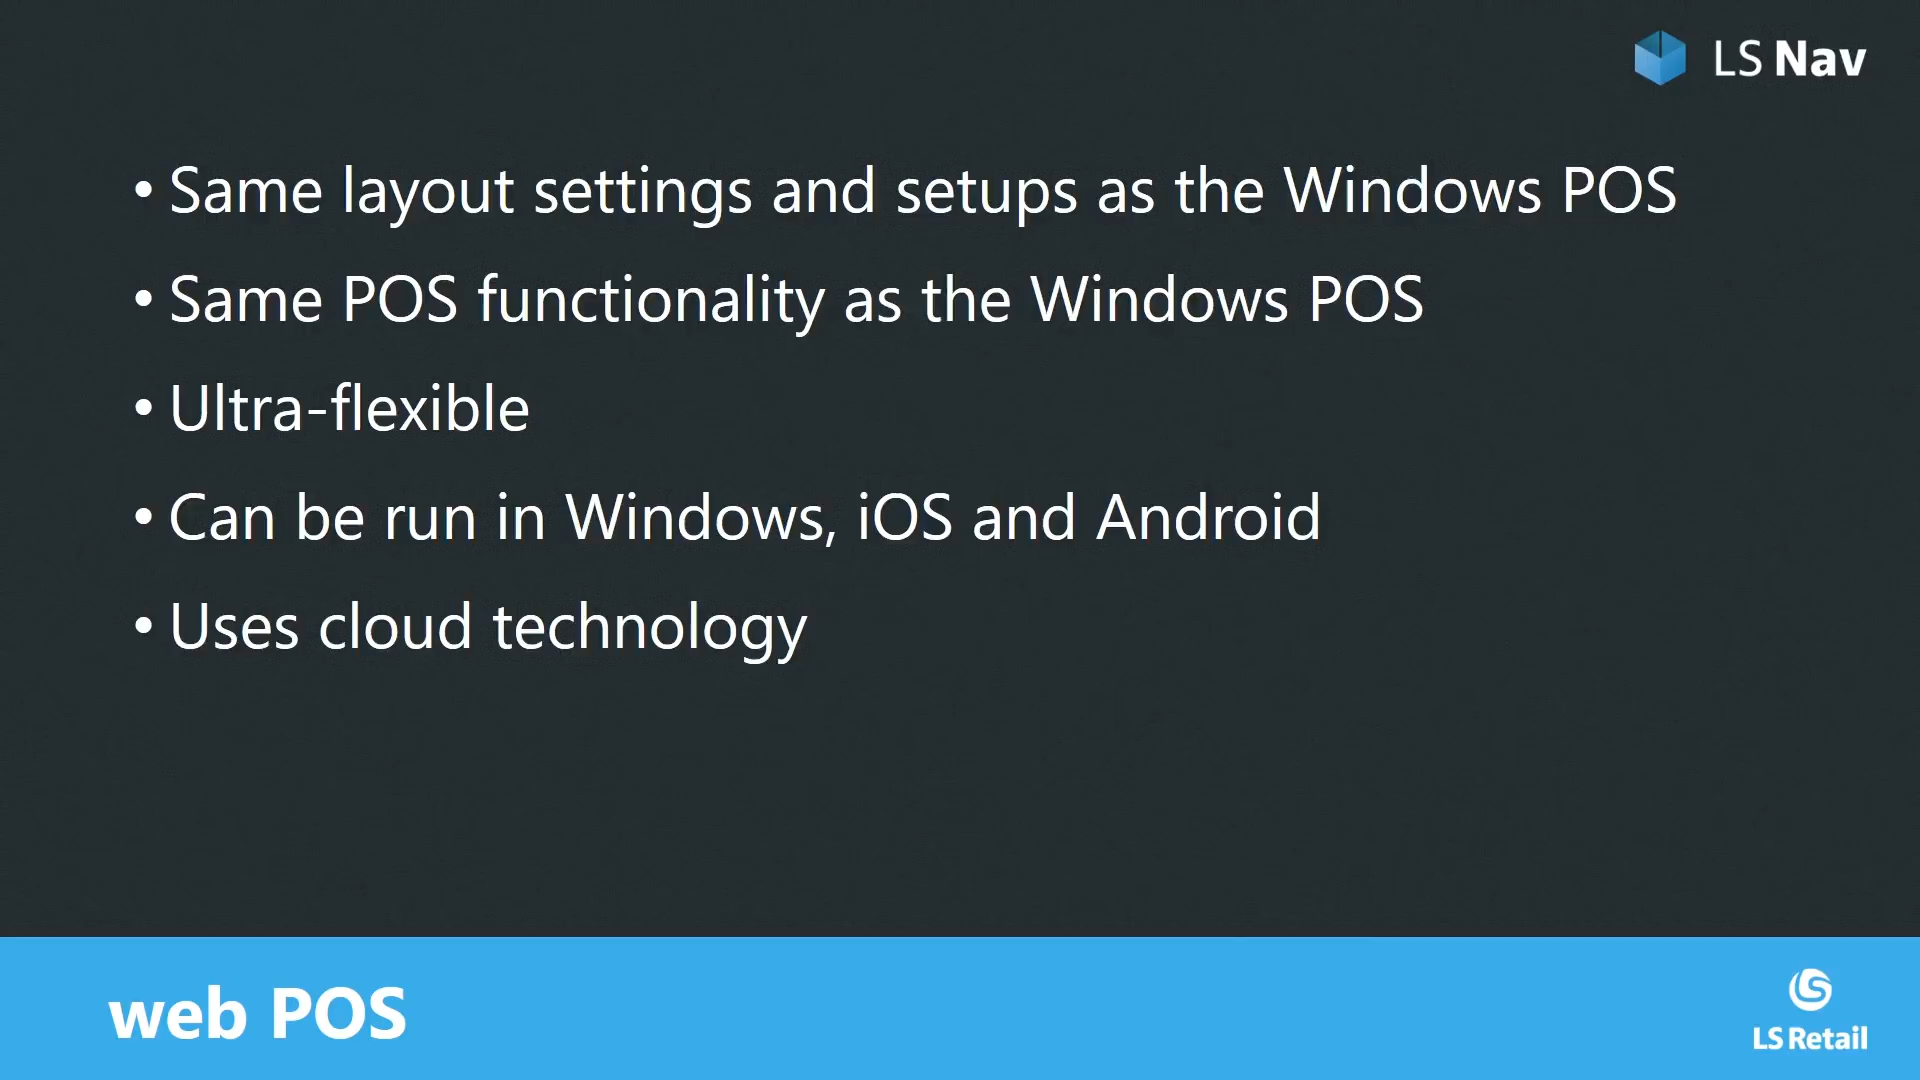 LS Nav
• Same layout settings and setups as the Windows POS
• Same POS functionality as the Windows POS
• Ultra-flexible
• Can be run in Windows, iOS and Android
• Uses cloud technology
web POS
LS Retail